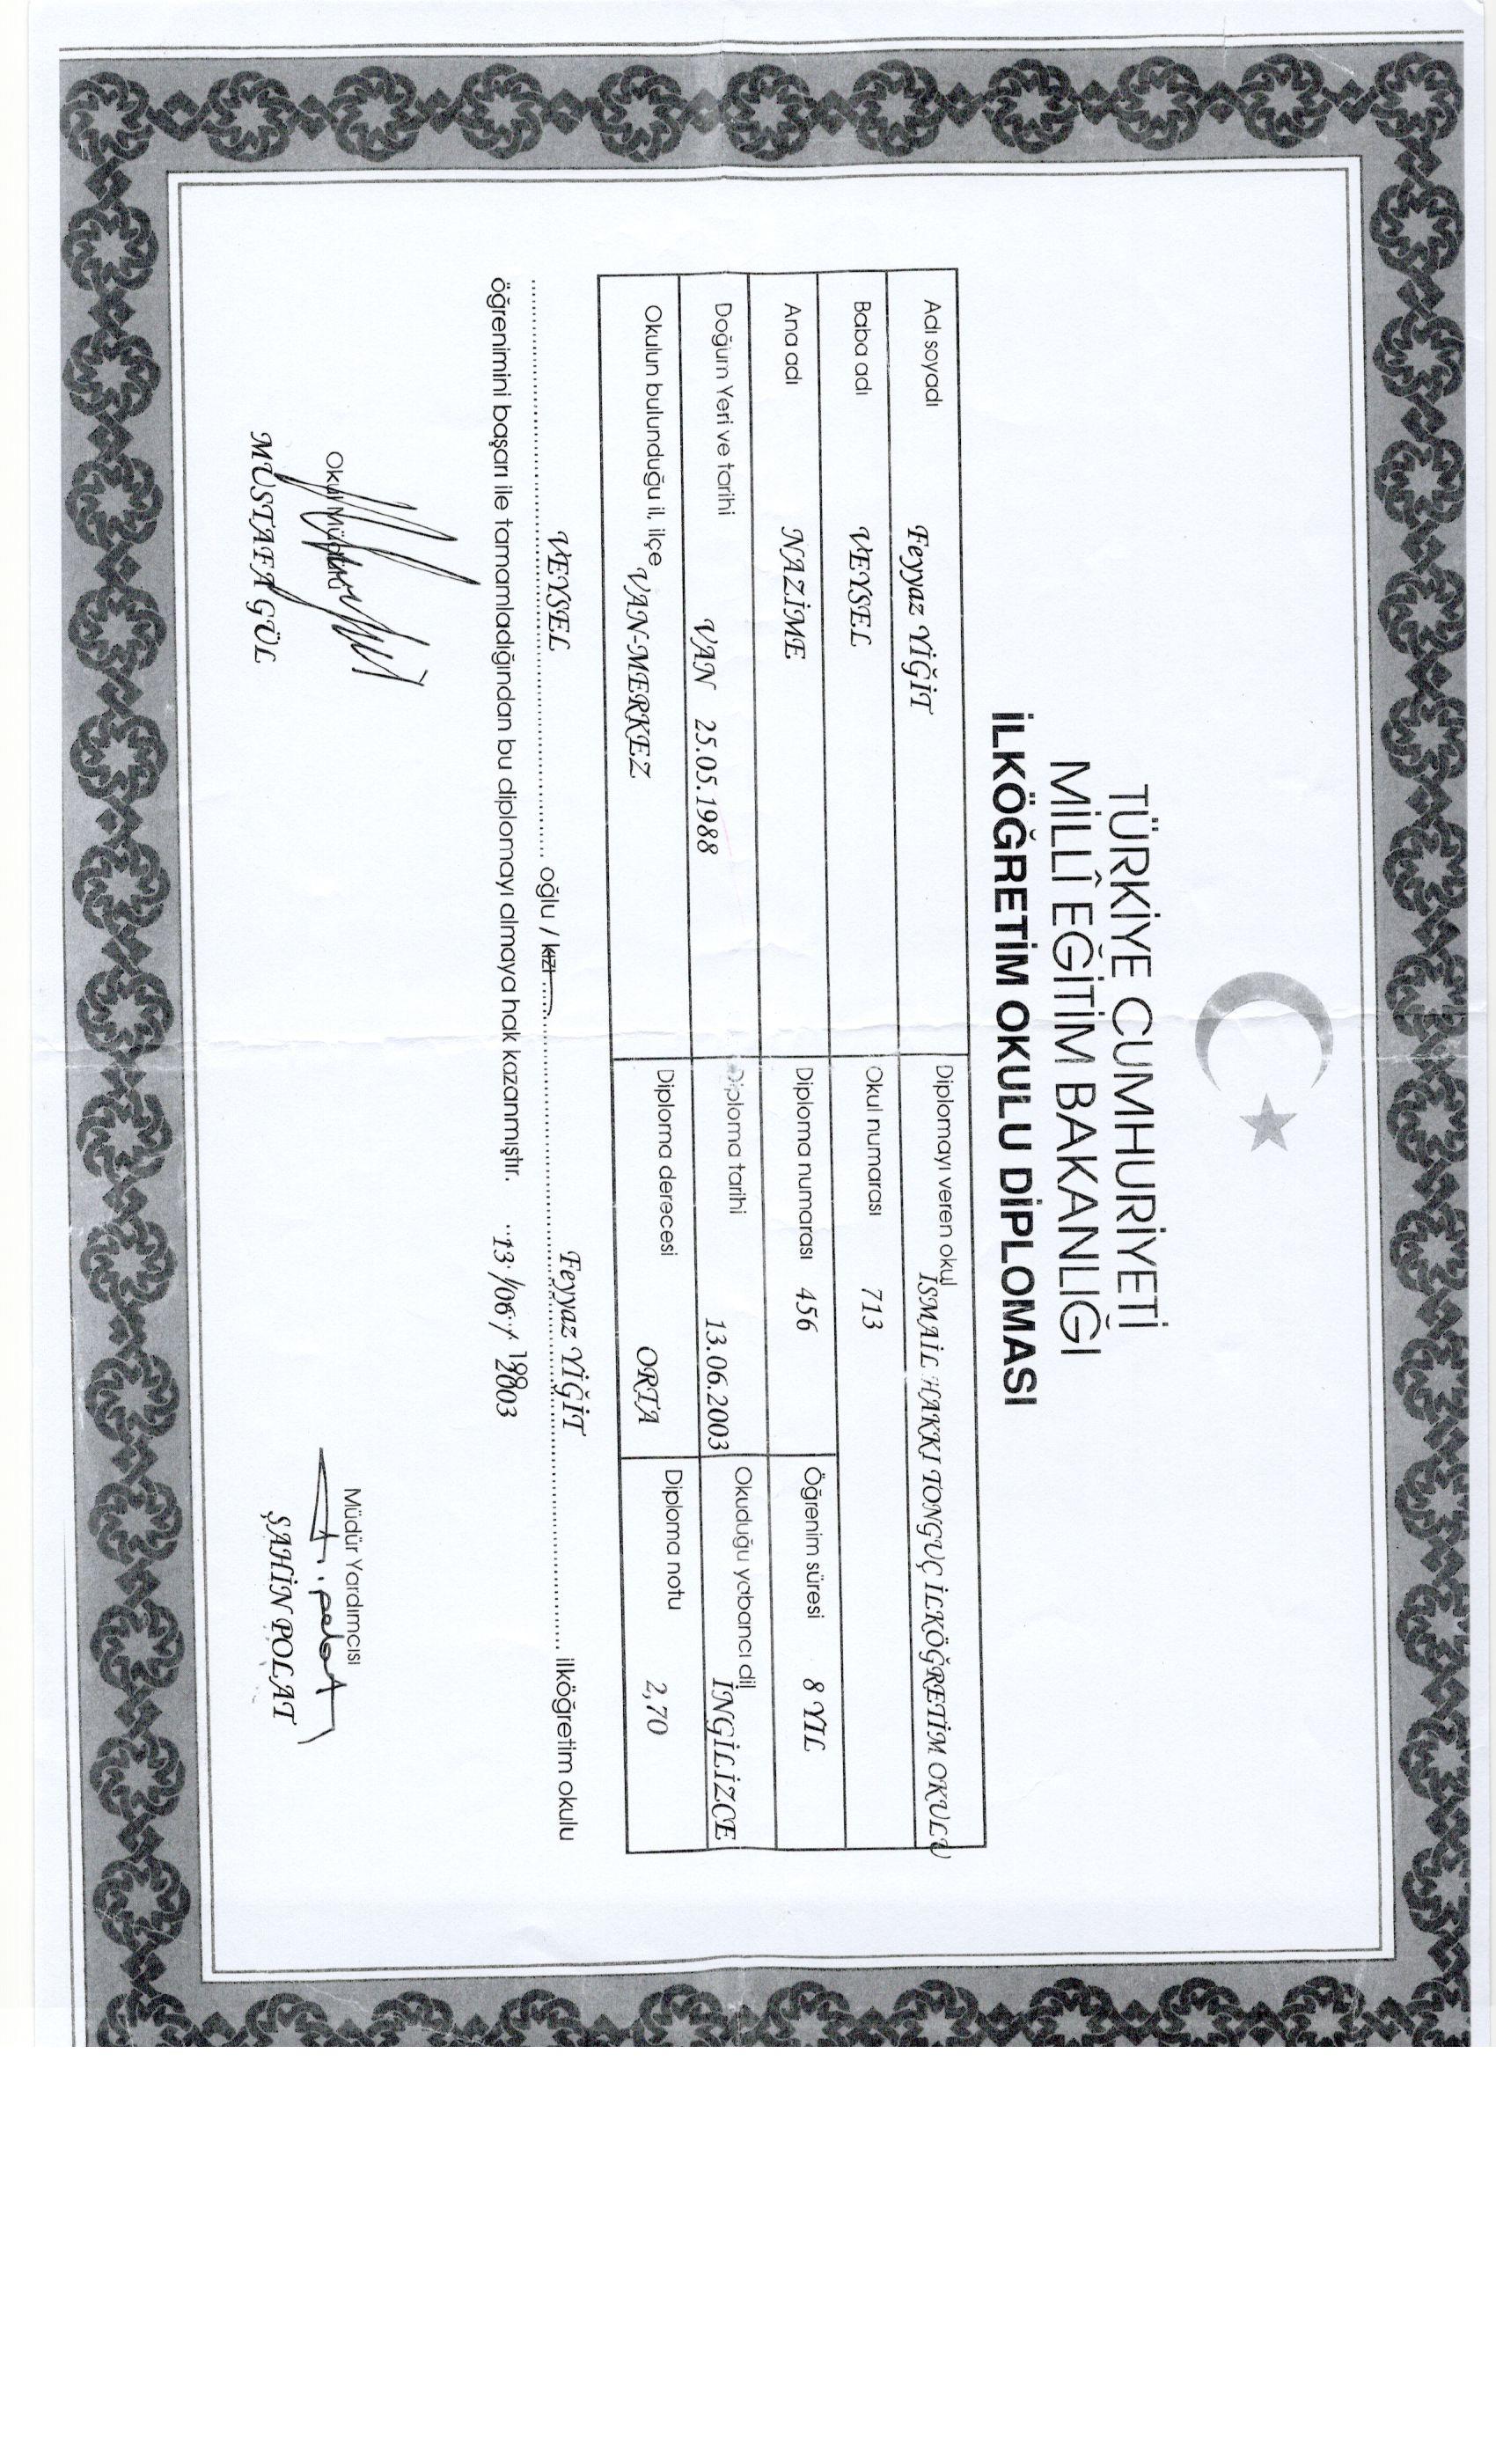 TÜRKİYE CUMHURİYETİ
MİLLÎ EĞİTİM BAKANLIĞI
İLKÖĞRETİM OKULU DİPLOMASI
Adı soyadı Feyyaz YİĞİT Diplomayı veren okul İSMAİL HAKKI TONGUÇ İLKÖĞRETİM OKULU
Baba adı VEYSEL Okul numarası 713
Ana adı NAZİME Diploma numarası 456 Öğrenim süresi 8 YIL
Doğum Yeri ve tarihi VAN 25.05.1988 Diploma tarihi 13.06.2003 Okuduğu yabancı dil İNGİLİZCE
Okulun bulunduğu il, ilçe VAN-MERKEZ Diploma derecesi ORTA Diploma notu 2,70
VEYSEL oğlu / kızı Feyyaz YİĞİT ilköğretim okulu
öğrenimini başarı ile tamamladığından bu diplomayı almaya hak kazanmıştır. 13 / 06 / 2003
Okul Müdürü Müdür Yardımcısı
MUSTAFA GÜL ŞAHİN POLAT